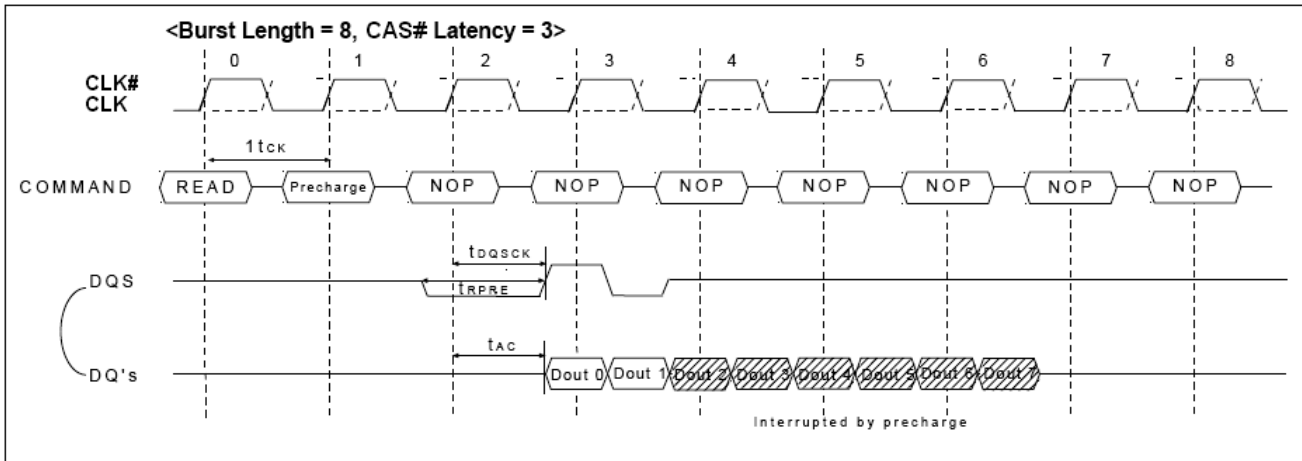 <Burst Length = 8, CAS# Latency = 3>
0 1 2 3 4 5 6 7 8
CLK#
CLK
1tCK
COMMAND READ Precharge NOP NOP NOP NOP NOP NOP NOP
tDQSCK
DQS
tRPRE
tAC
DQ's Dout 0 Dout 1 Dout 2 Dout 3 Dout 4 Dout 5 Dout 6 Dout 7
Interrupted by precharge